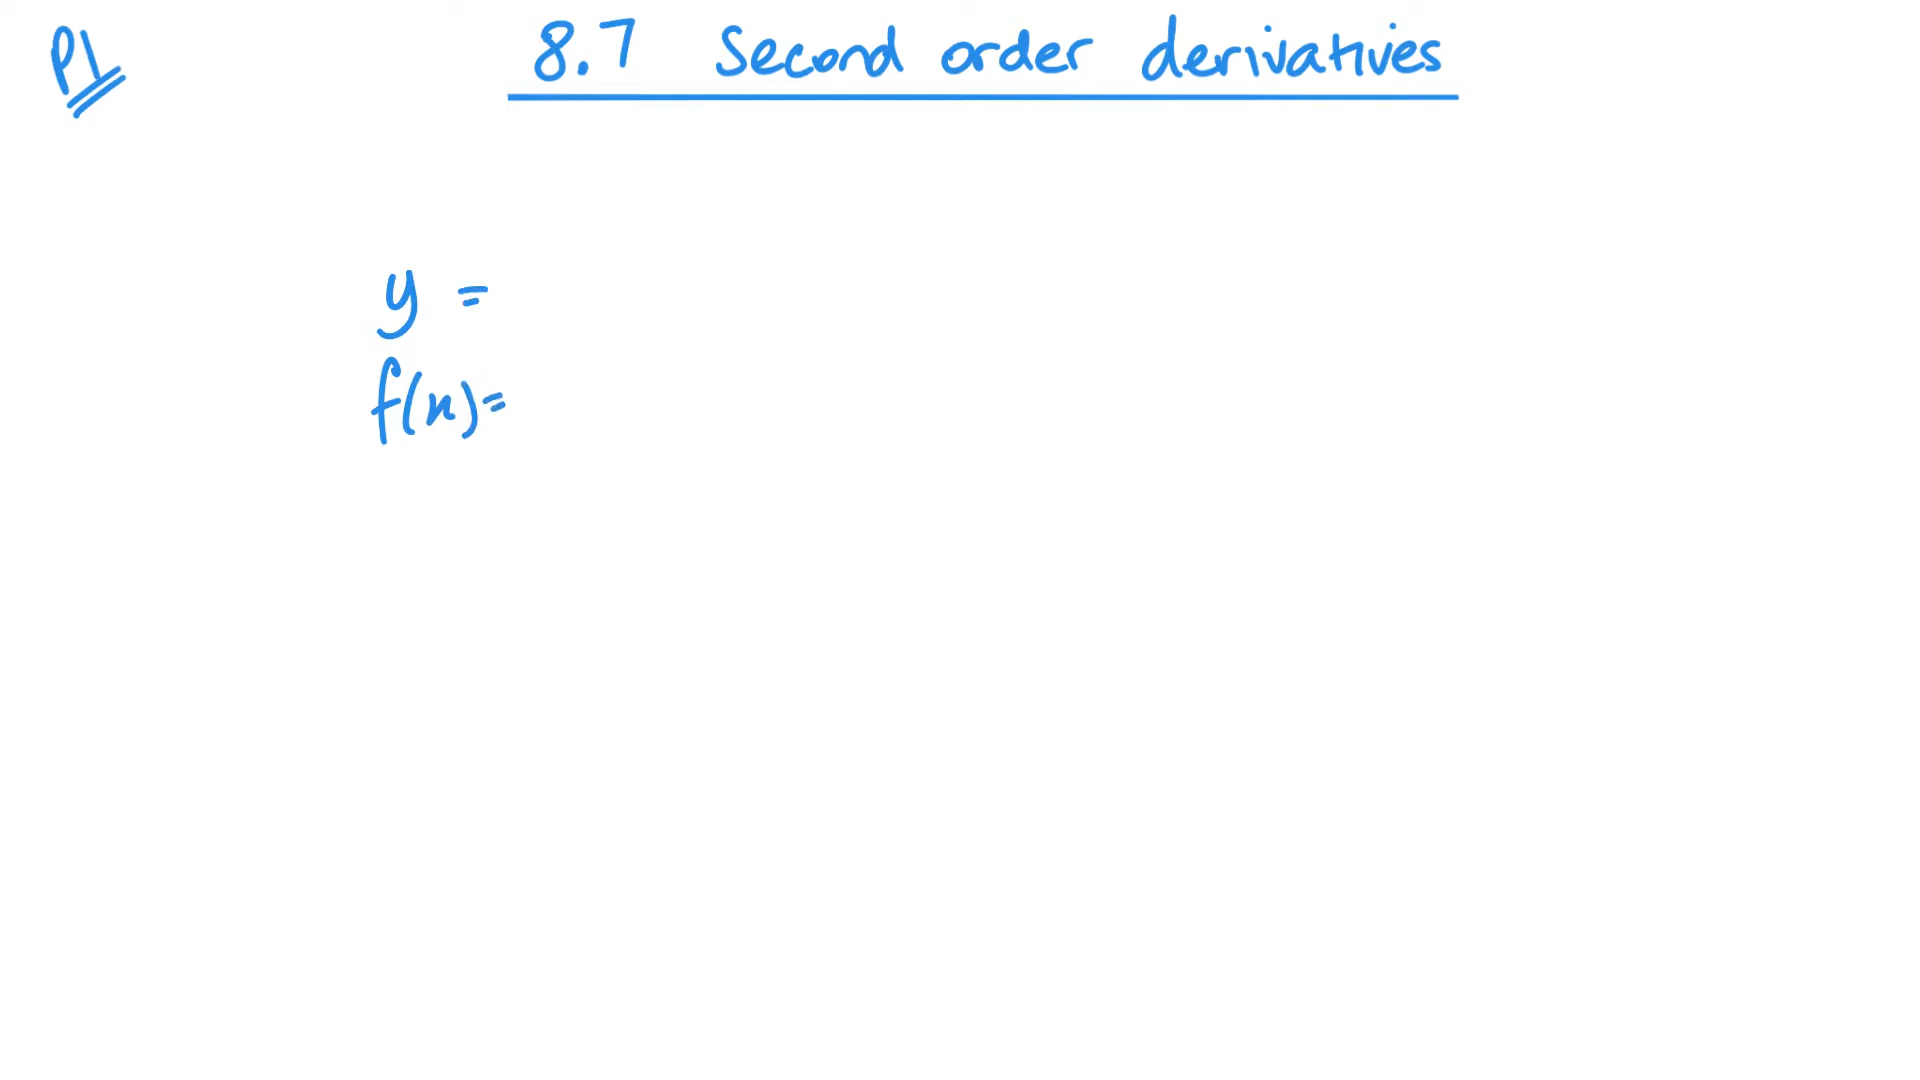 P1
8.7 Second order derivatives
y =
f(x)=